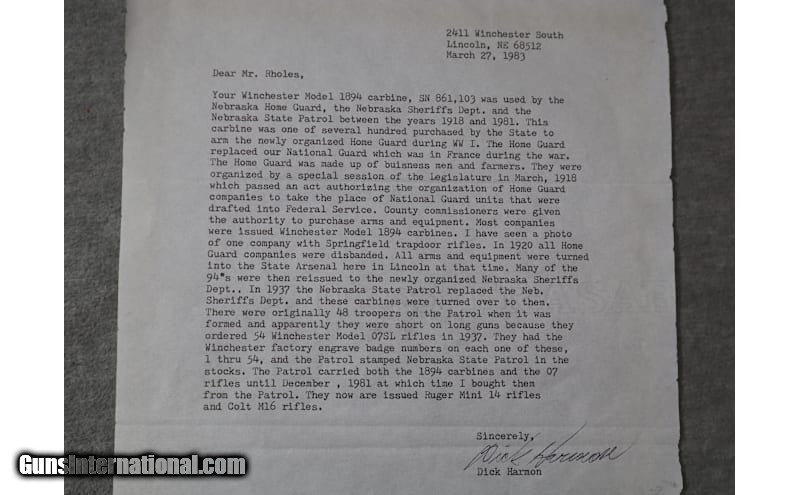 2411 Winchester South
Lincoln, NE 68512
March 27, 1983
Dear Mr. Rholes,
Your Winchester Model 1894 carbine, SN 861,103 was used by the
Nebraska Home Guard, the Nebraska Sheriffs Dept. and the
Nebraska State Patrol between the years 1918 and 1981. This
carbine was one of several hundred purchased by the State to
arm the newly organized Home Guard during WW I. The Home Guard
replaced our National Guard which was in France during the war.
The Home Guard was made up of buisness men and farmers. They were
organized by a special session of the Legislature in March, 1918
which passed an act authorizing the organization of Home Guard
companies to take the place of National Guard units that were
drafted into Federal Service. County commissioners were given
the authority to purchase arms and equipment. Most companies
were issued Winchester Model 1894 carbines. I have seen a photo
of one company with Springfield trapdoor rifles. In 1920 all Home
Guard companies were disbanded. All arms and equipment were turned
into the State Arsenal here in Lincoln at that time. Many of the
94"s were then reissued to the newly organized Nebraska Sheriffs
Dept.. In 1937 the Nebraska State Patrol replaced the Neb.
Sheriffs Dept. and these carbines were turned over to them.
There were originally 48 troopers on the Patrol when it was
formed and apparently they were short on long guns because they
ordered 54 Winchester Model 07SL rifles in 1937. They had the
Winchester factory engrave badge numbers on each one of these,
1 thru 54, and the Patrol stamped Nebraska State Patrol in the
stocks. The Patrol carried both the 1894 carbines and the 07
rifles until December , 1981 at which time I bought them
from the Patrol. They now are issued Ruger Mini 14 rifles
and Colt M16 rifles.
Sincerely,
Dick Harmon
Dick Harmon
GunsInternational.com